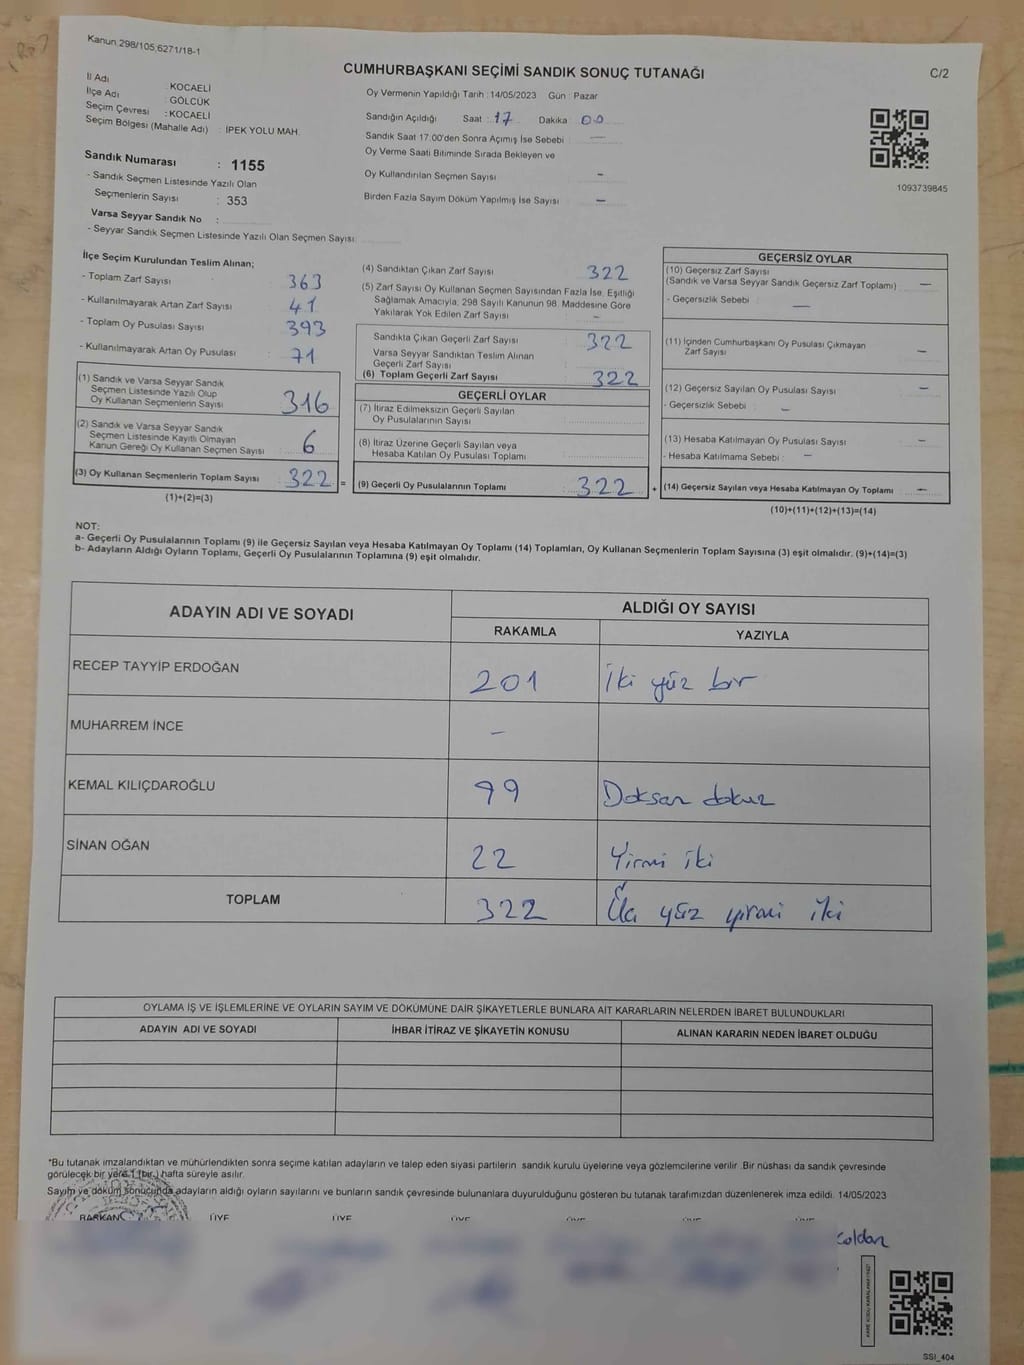 Kanun 298/105,6271/18-1
CUMHURBAŞKANI SEÇİMİ SANDIK SONUÇ TUTANAĞI
C/2
İl Adı : KOCAELİ
İlçe Adı : GÖLCÜK
Seçim Çevresi : KOCAELİ
Seçim Bölgesi (Mahalle Adı) : İPEK YOLU MAH.
Sandık Numarası : 1155
- Sandık Seçmen Listesinde Yazılı Olan
Seçmenlerin Sayısı : 353
Varsa Seyyar Sandık No :
- Seyyar Sandık Seçmen Listesinde Yazılı Olan Seçmen Sayısı:
Oy Vermenin Yapıldığı Tarih : 14/05/2023 Gün : Pazar
Sandığın Açıldığı Saat : 17 Dakika : 00
Sandık Saat 17:00'den Sonra Açımış İse Sebebi : —
Oy Verme Saati Bitiminde Sırada Bekleyen ve
Oy Kullandırılan Seçmen Sayısı –
Birden Fazla Sayım Döküm Yapılmış İse Sayısı –
1093739845
İlçe Seçim Kurulundan Teslim Alınan;
- Toplam Zarf Sayısı 363
- Kullanılmayarak Artan Zarf Sayısı : 41
- Toplam Oy Pusulası Sayısı 393
- Kullanılmayarak Artan Oy Pusulası : 71
(1) Sandık ve Varsa Seyyar Sandık
Seçmen Listesinde Yazılı Olup
Oy Kullanan Seçmenlerin Sayısı 316
(2) Sandık ve Varsa Seyyar Sandık
Seçmen Listesinde Kayıtlı Olmayan
Kanun Gereği Oy Kullanan Seçmen Sayısı 6
(3) Oy Kullanan Seçmenlerin Toplam Sayısı 322 =
(1)+(2)=(3)
(4) Sandıktan Çıkan Zarf Sayısı 322
(5) Zarf Sayısı Oy Kullanan Seçmen Sayısından Fazla İse, Eşitliği
Sağlamak Amacıyla; 298 Sayılı Kanunun 98. Maddesine Göre
Yakılarak Yok Edilen Zarf Sayısı –
Sandıkta Çıkan Geçerli Zarf Sayısı : 322
Varsa Seyyar Sandıktan Teslim Alınan
Geçerli Zarf Sayısı
(6) Toplam Geçerli Zarf Sayısı 322
GEÇERLİ OYLAR
(7) İtiraz Edilmeksizin Geçerli Sayılan
Oy Pusulalarının Sayısı
(8) İtiraz Üzerine Geçerli Sayılan veya
Hesaba Katılan Oy Pusulası Toplamı
(9) Geçerli Oy Pusulalarının Toplamı 322 +
GEÇERSİZ OYLAR
(10) Geçersiz Zarf Sayısı
(Sandık ve Varsa Seyyar Sandık Geçersiz Zarf Toplamı) –
- Geçersizlik Sebebi : —
(11) İçinden Cumhurbaşkanı Oy Pusulası Çıkmayan
Zarf Sayısı –
(12) Geçersiz Sayılan Oy Pusulası Sayısı –
- Geçersizlik Sebebi : –
(13) Hesaba Katılmayan Oy Pusulası Sayısı –
- Hesaba Katılmama Sebebi : –
(14) Geçersiz Sayılan veya Hesaba Katılmayan Oy Toplamı –
(10)+(11)+(12)+(13)=(14)
NOT:
a- Geçerli Oy Pusulalarının Toplamı (9) ile Geçersiz Sayılan veya Hesaba Katılmayan Oy Toplamı (14) Toplamları, Oy Kullanan Seçmenlerin Toplam Sayısına (3) eşit olmalıdır. (9)+(14)=(3)
b- Adayların Aldığı Oyların Toplamı, Geçerli Oy Pusulalarının Toplamına (9) eşit olmalıdır.
ADAYIN ADI VE SOYADI ALDIĞI OY SAYISI
RAKAMLA YAZIYLA
RECEP TAYYİP ERDOĞAN 201 İki yüz bir
MUHARREM İNCE –
KEMAL KILIÇDAROĞLU 99 Doksan dokuz
SİNAN OĞAN 22 Yirmi iki
TOPLAM 322 yüz yirmi iki
OYLAMA İŞ VE İŞLEMLERİNE VE OYLARIN SAYIM VE DÖKÜMÜNE DAİR ŞİKAYETLERLE BUNLARA AİT KARARLARIN NELERDEN İBARET BULUNDUKLARI
ADAYIN ADI VE SOYADI İHBAR İTİRAZ VE ŞİKAYETİN KONUSU ALINAN KARARIN NEDEN İBARET OLDUĞU
*Bu tutanak imzalandıktan ve mühürlendikten sonra seçime katılan adayların ve talep eden siyasi partilerin sandık kurulu üyelerine veya gözlemcilerine verilir. Bir nüshası da sandık çevresinde
görülecek bir yere 1 (bir) hafta süreyle asılır.
Sayım ve döküm sonucunda adayların aldığı oyların sayılarını ve bunların sandık çevresinde bulunanlara duyurulduğunu gösteren bu tutanak tarafımızdan düzenlenerek imza edildi. 14/05/2023
BAŞKAN ÜYE ÜYE ÜYE ÜYE ÜYE ÜYE
SSI_404